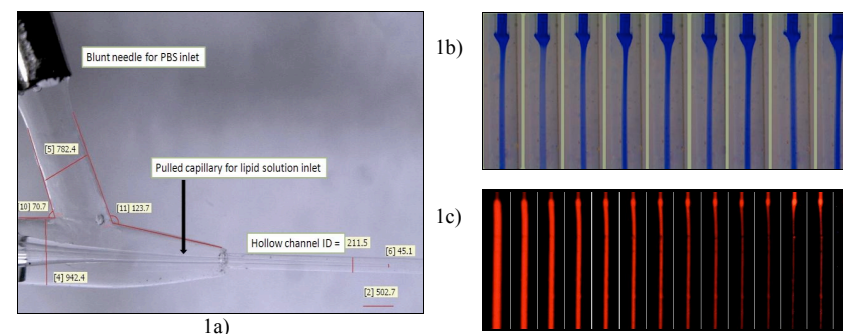 1b)
Blunt needle for PBS inlet
[5] 782.4
Pulled capillary for lipid solution inlet
[10] 70.7
[11] 123.7
1c)
Hollow channel ID = 211.5
[6] 45.1
[4] 942.4
[2] 502.7
1a)